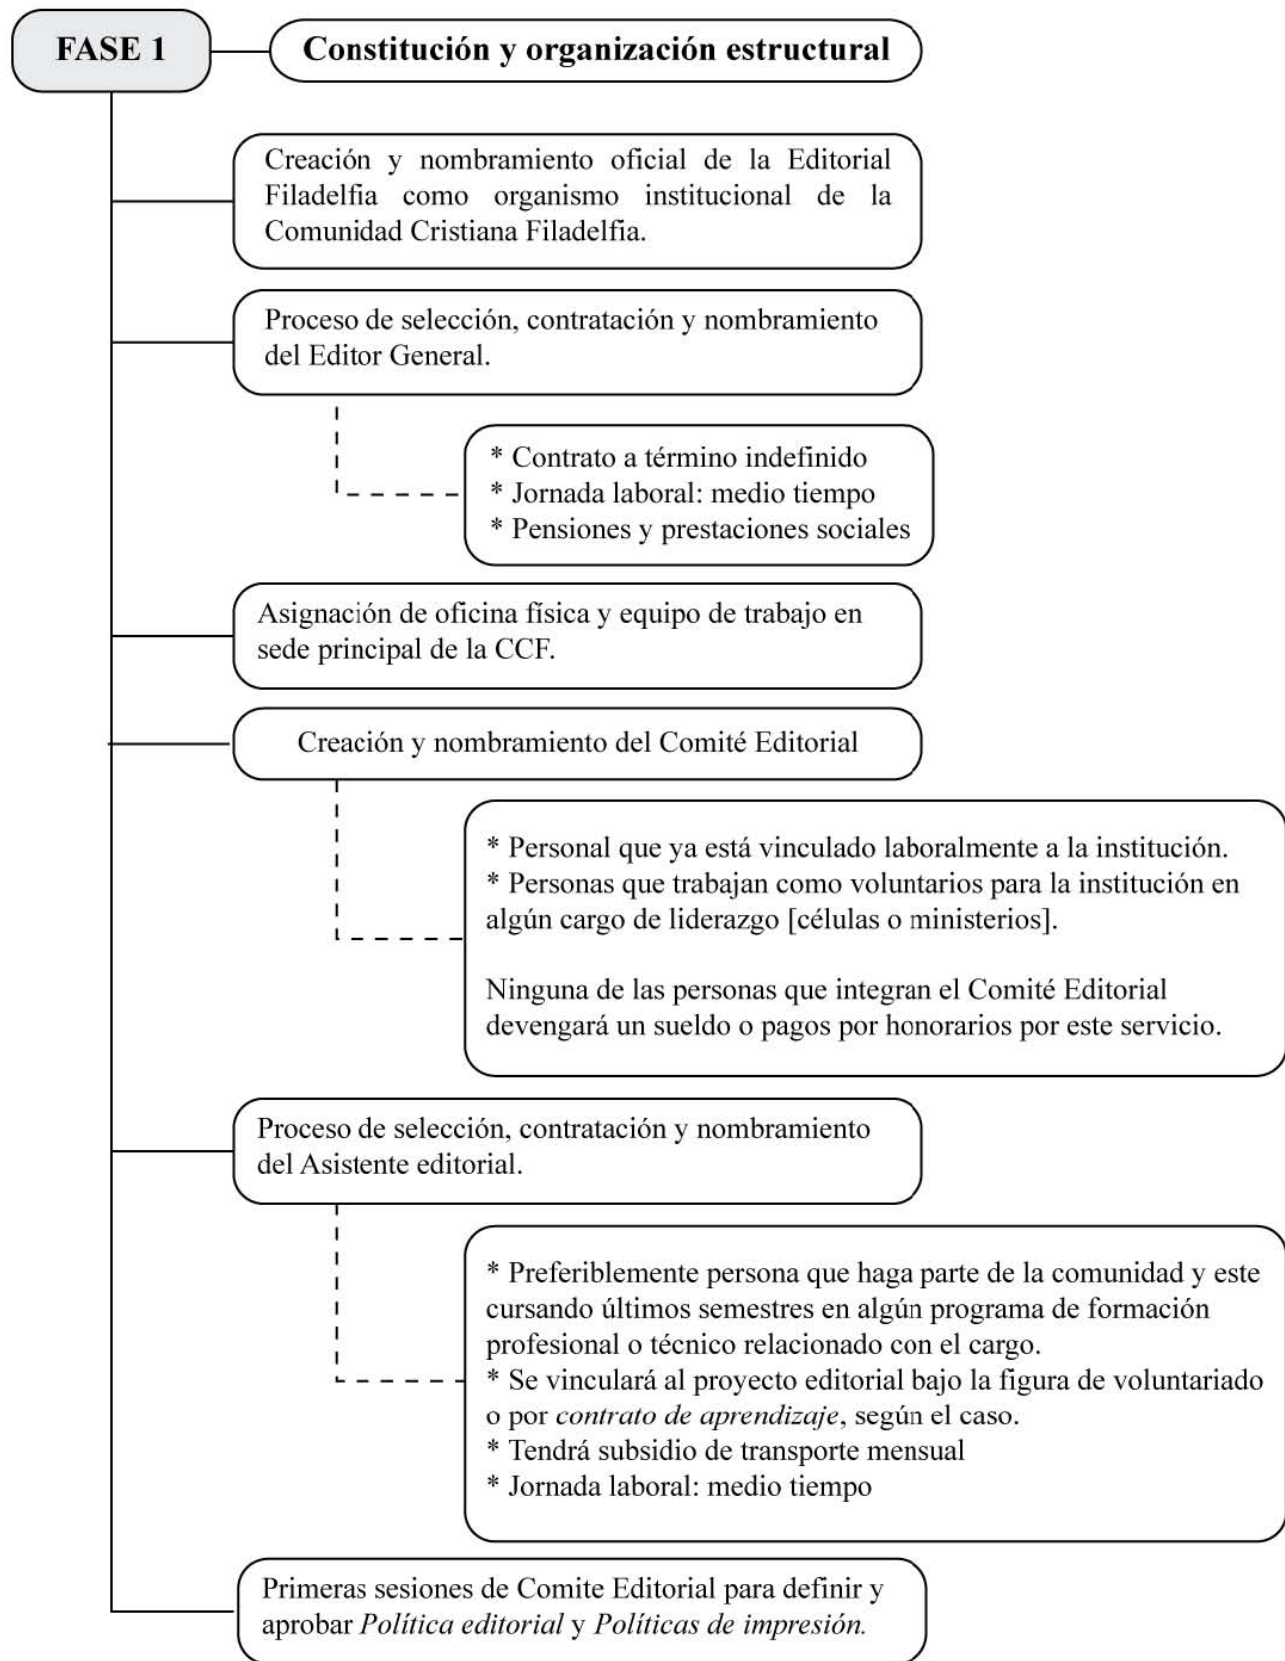 FASE 1
Constitución y organización estructural
Creación y nombramiento oficial de la Editorial
Filadelfia como organismo institucional de la
Comunidad Cristiana Filadelfia.
Proceso de selección, contratación y nombramiento
del Editor General.
* Contrato a término indefinido
* Jornada laboral: medio tiempo
* Pensiones y prestaciones sociales
Asignación de oficina física y equipo de trabajo en
sede principal de la CCF.
Creación y nombramiento del Comité Editorial
* Personal que ya está vinculado laboralmente a la institución.
* Personas que trabajan como voluntarios para la institución en
algún cargo de liderazgo [células o ministerios].
Ninguna de las personas que integran el Comité Editorial
devengará un sueldo o pagos por honorarios por este servicio.
Proceso de selección, contratación y nombramiento
del Asistente editorial.
* Preferiblemente persona que haga parte de la comunidad y este
cursando últimos semestres en algún programa de formación
profesional o técnico relacionado con el cargo.
* Se vinculará al proyecto editorial bajo la figura de voluntariado
o por contrato de aprendizaje, según el caso.
* Tendrá subsidio de transporte mensual
* Jornada laboral: medio tiempo
Primeras sesiones de Comite Editorial para definir y
aprobar Política editorial y Políticas de impresión.